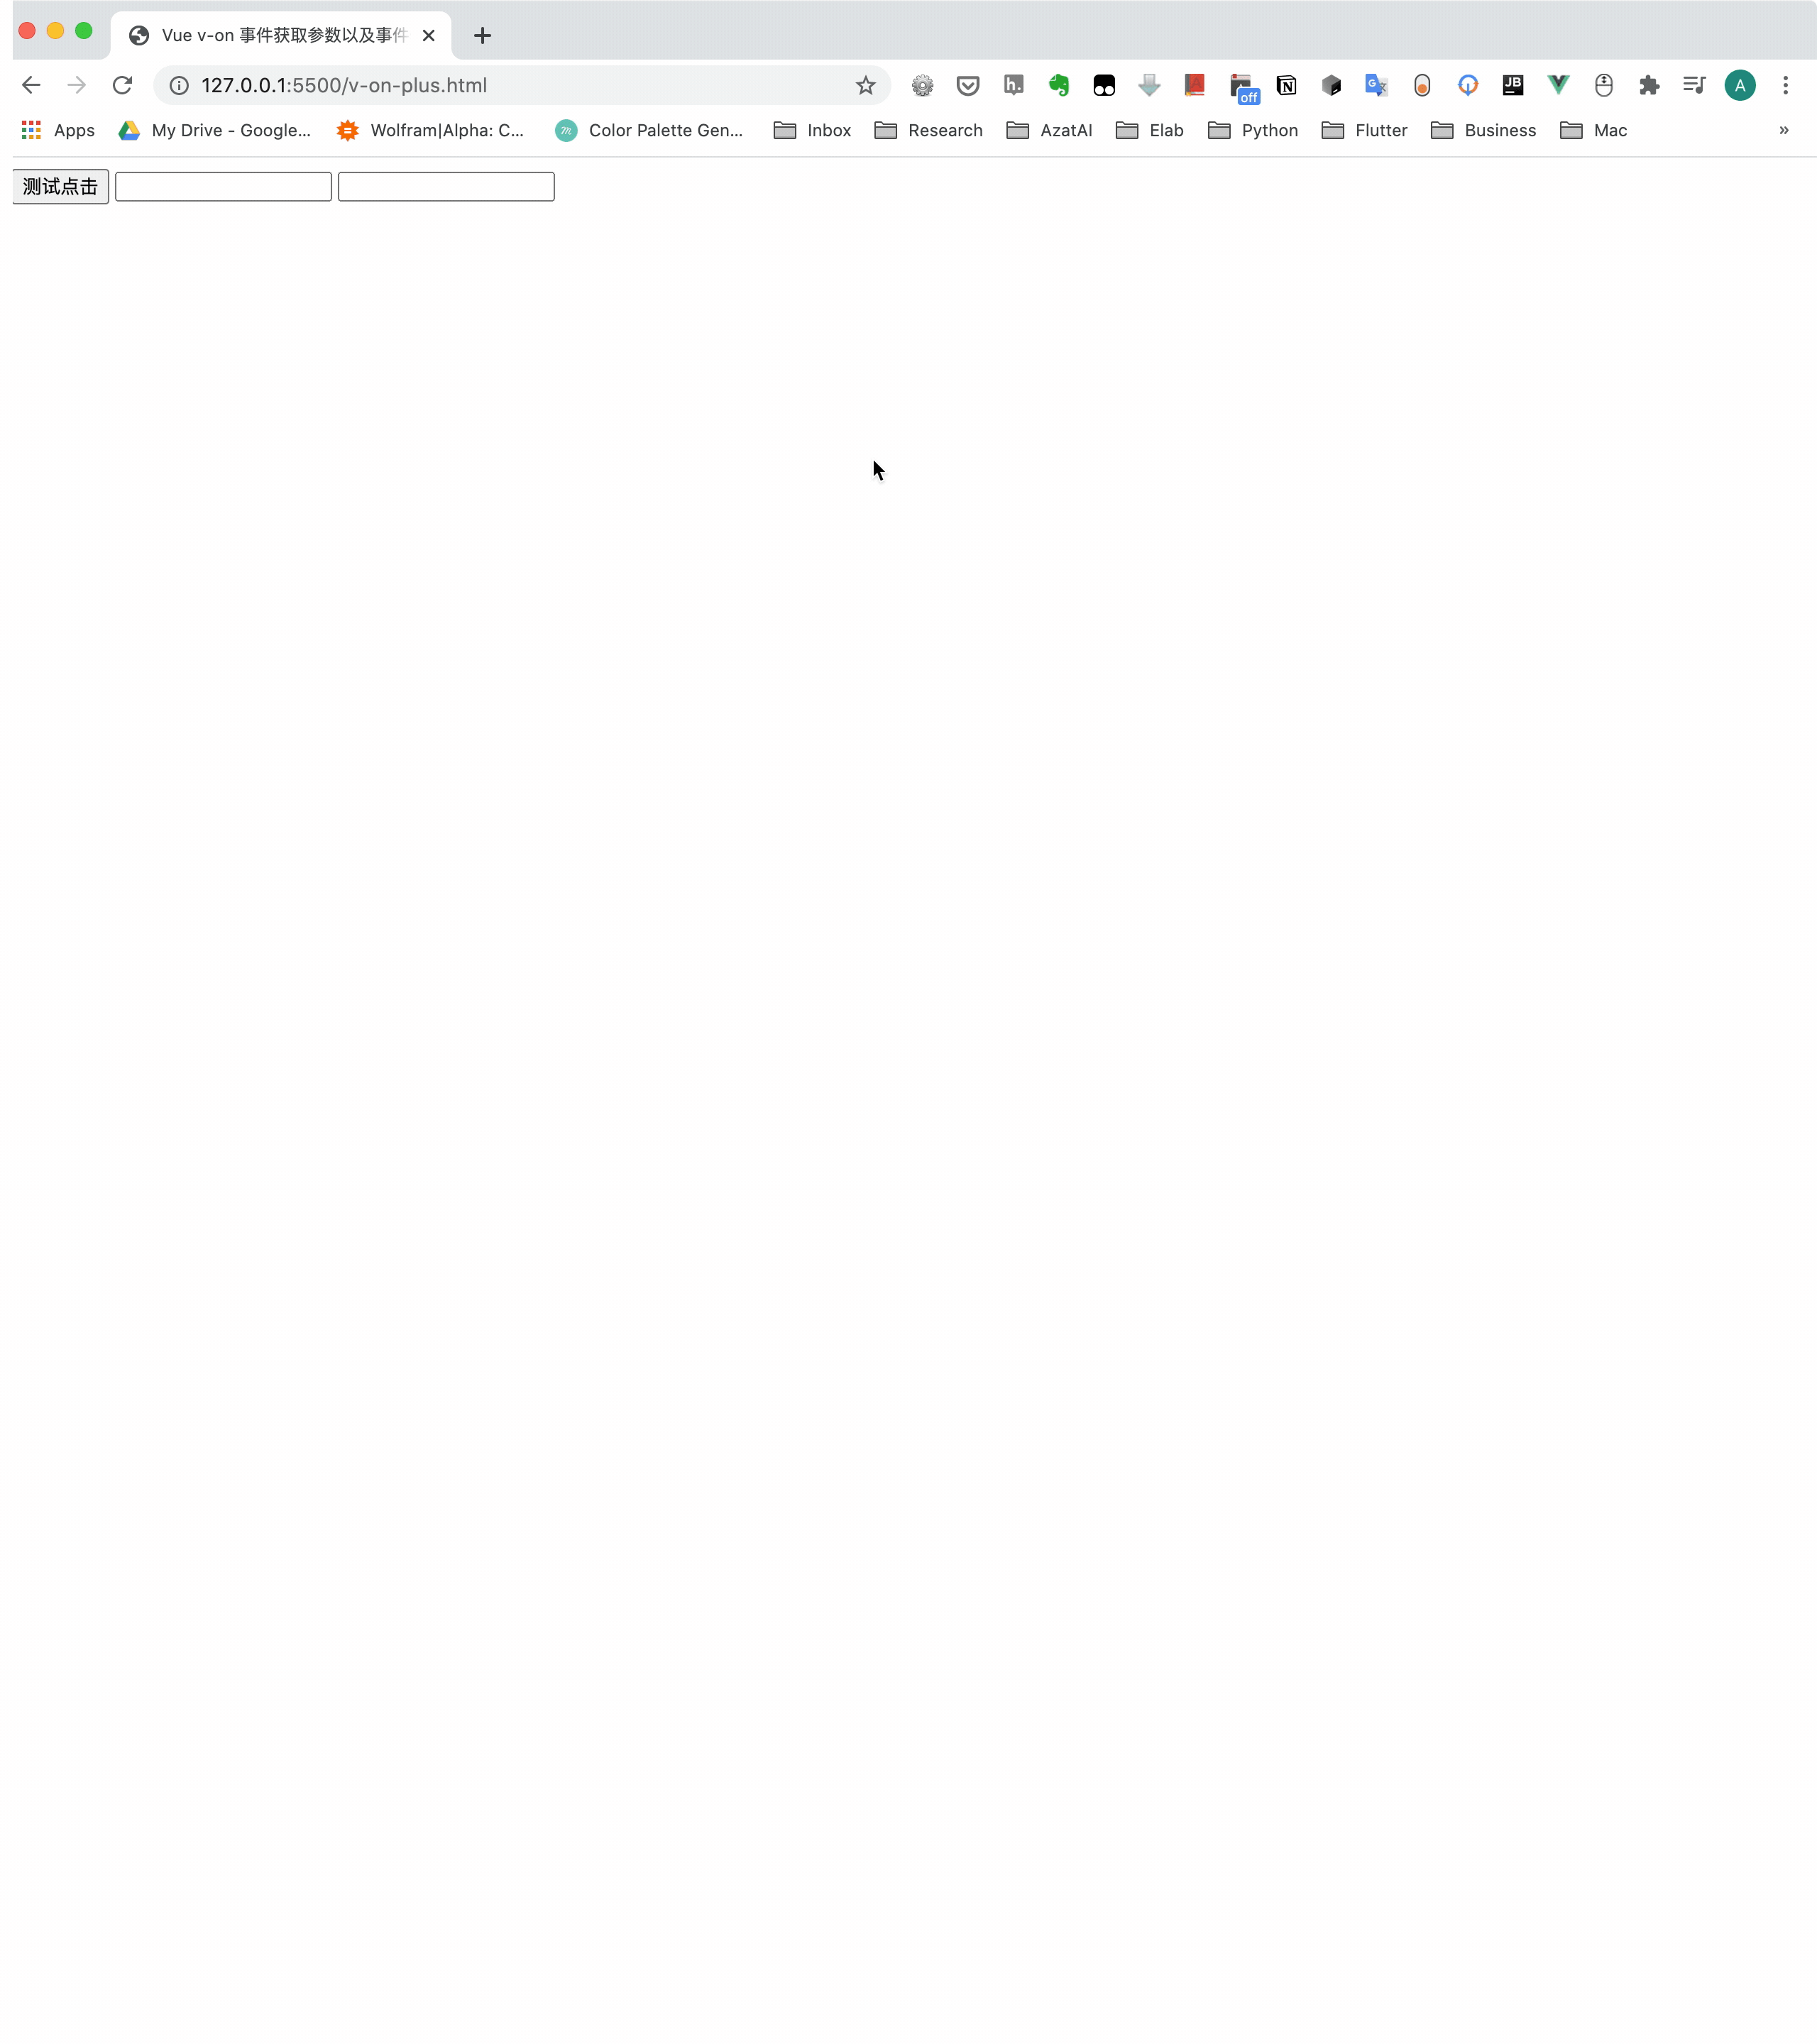 Vue v-on 事件获取参数以及事件
127.0.0.1:5500/v-on-plus.html
h. off N G JB A
Apps My Drive - Google... Wolfram|Alpha: C... Color Palette Gen... Inbox Research AzatAI Elab Python Flutter Business Mac »
测试点击